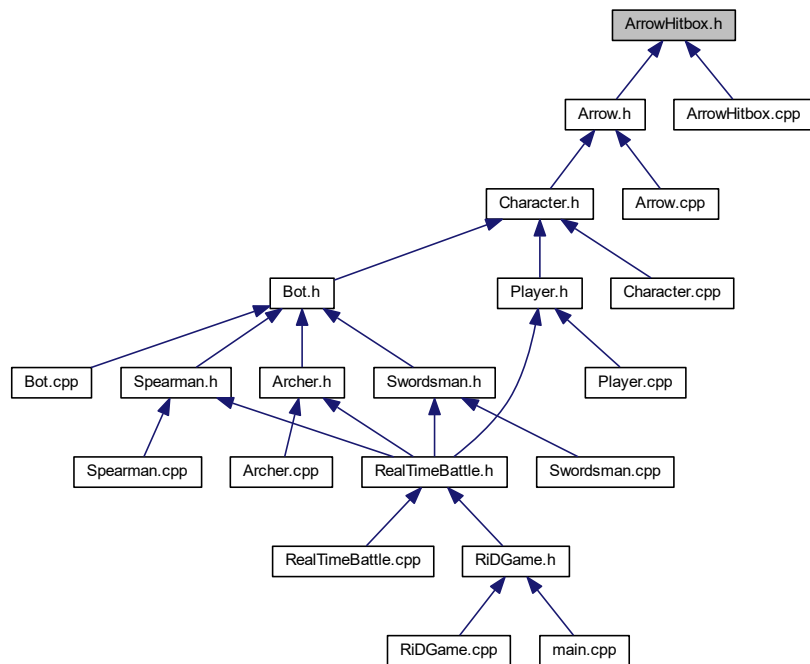 ArrowHitbox.h
Arrow.h
ArrowHitbox.cpp
Character.h
Arrow.cpp
Bot.h
Player.h
Character.cpp
Bot.cpp
Spearman.h
Archer.h
Swordsman.h
Player.cpp
Spearman.cpp
Archer.cpp
RealTimeBattle.h
Swordsman.cpp
RealTimeBattle.cpp
RiDGame.h
RiDGame.cpp
main.cpp